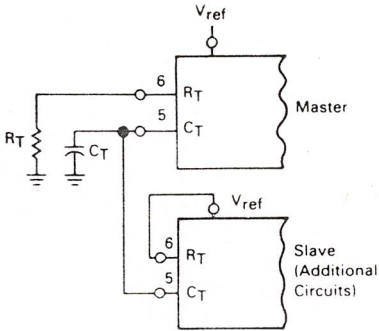 Vref
6
RT
5
CT
Master
RT
CT
Vref
6
RT
5
CT
Slave
(Additional
Circuits)